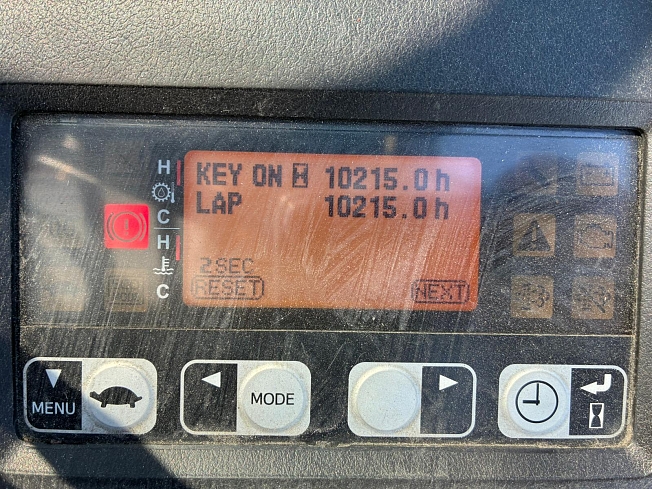 H
C
H
C
KEY ON 10215.0 h
LAP 10215.0 h
2SEC
RESET NEXT
MENU
MODE